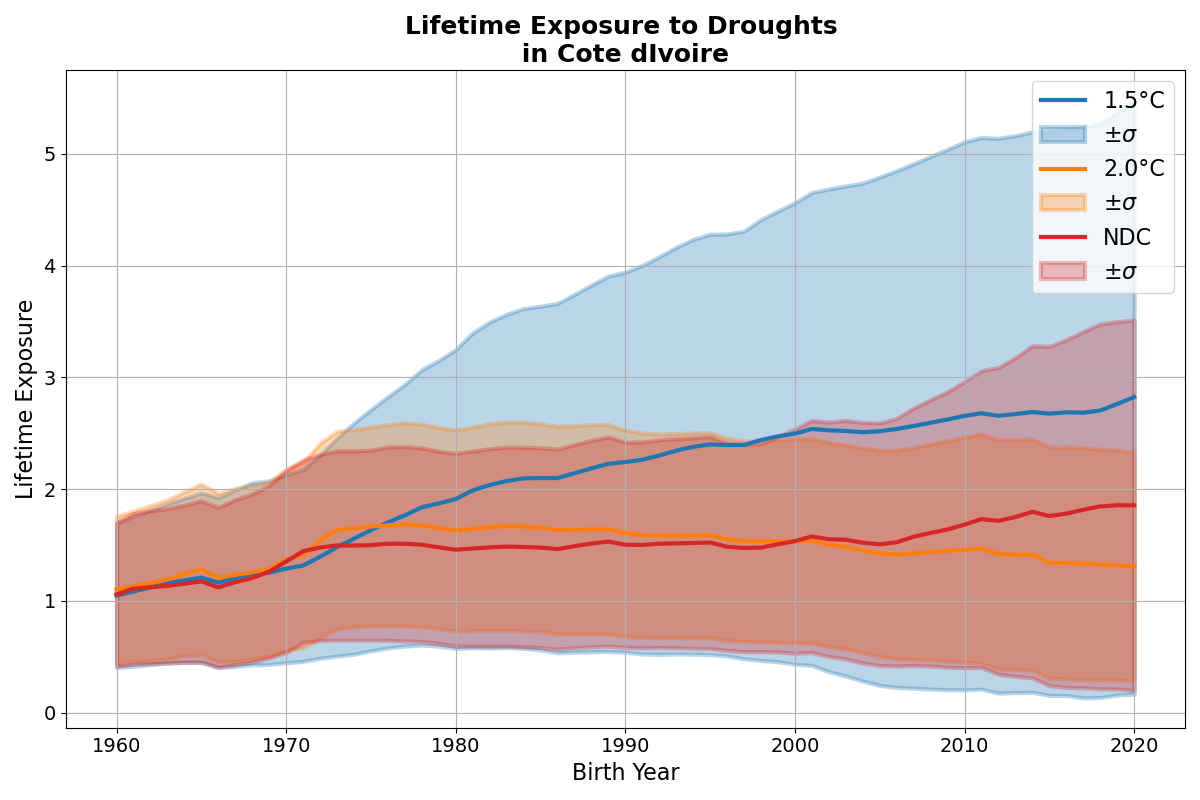 Lifetime Exposure to Droughts
in Cote dIvoire
Lifetime Exposure
5
4
3
2
1
0
1960 1970 1980 1990 2000 2010 2020
Birth Year
1.5°C
±σ
2.0°C
±σ
NDC
±σ